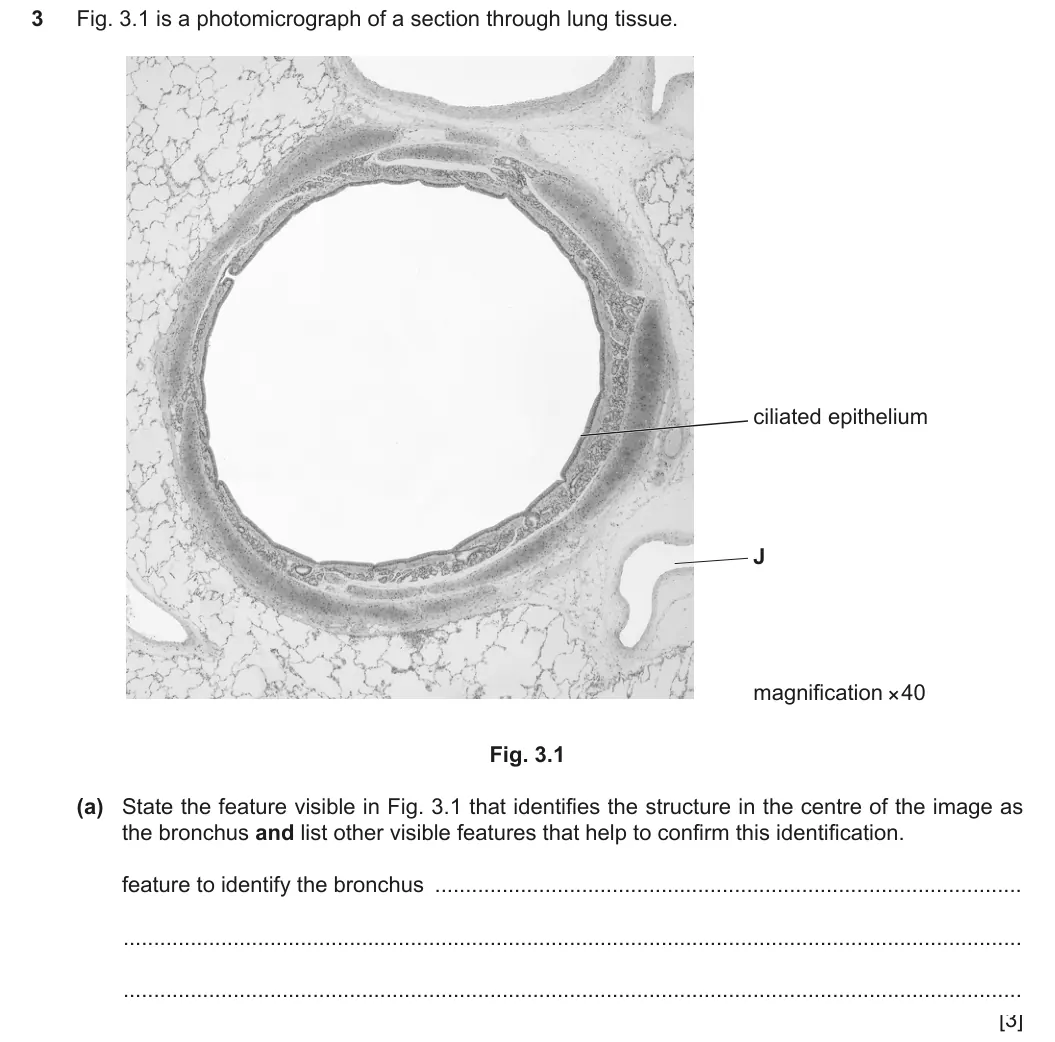 3 Fig. 3.1 is a photomicrograph of a section through lung tissue.
ciliated epithelium
J
magnification ×40
Fig. 3.1
(a) State the feature visible in Fig. 3.1 that identifies the structure in the centre of the image as
the bronchus and list other visible features that help to confirm this identification.
feature to identify the bronchus ................................................................................................
....................................................................................................................................................
....................................................................................................................................................
[3]